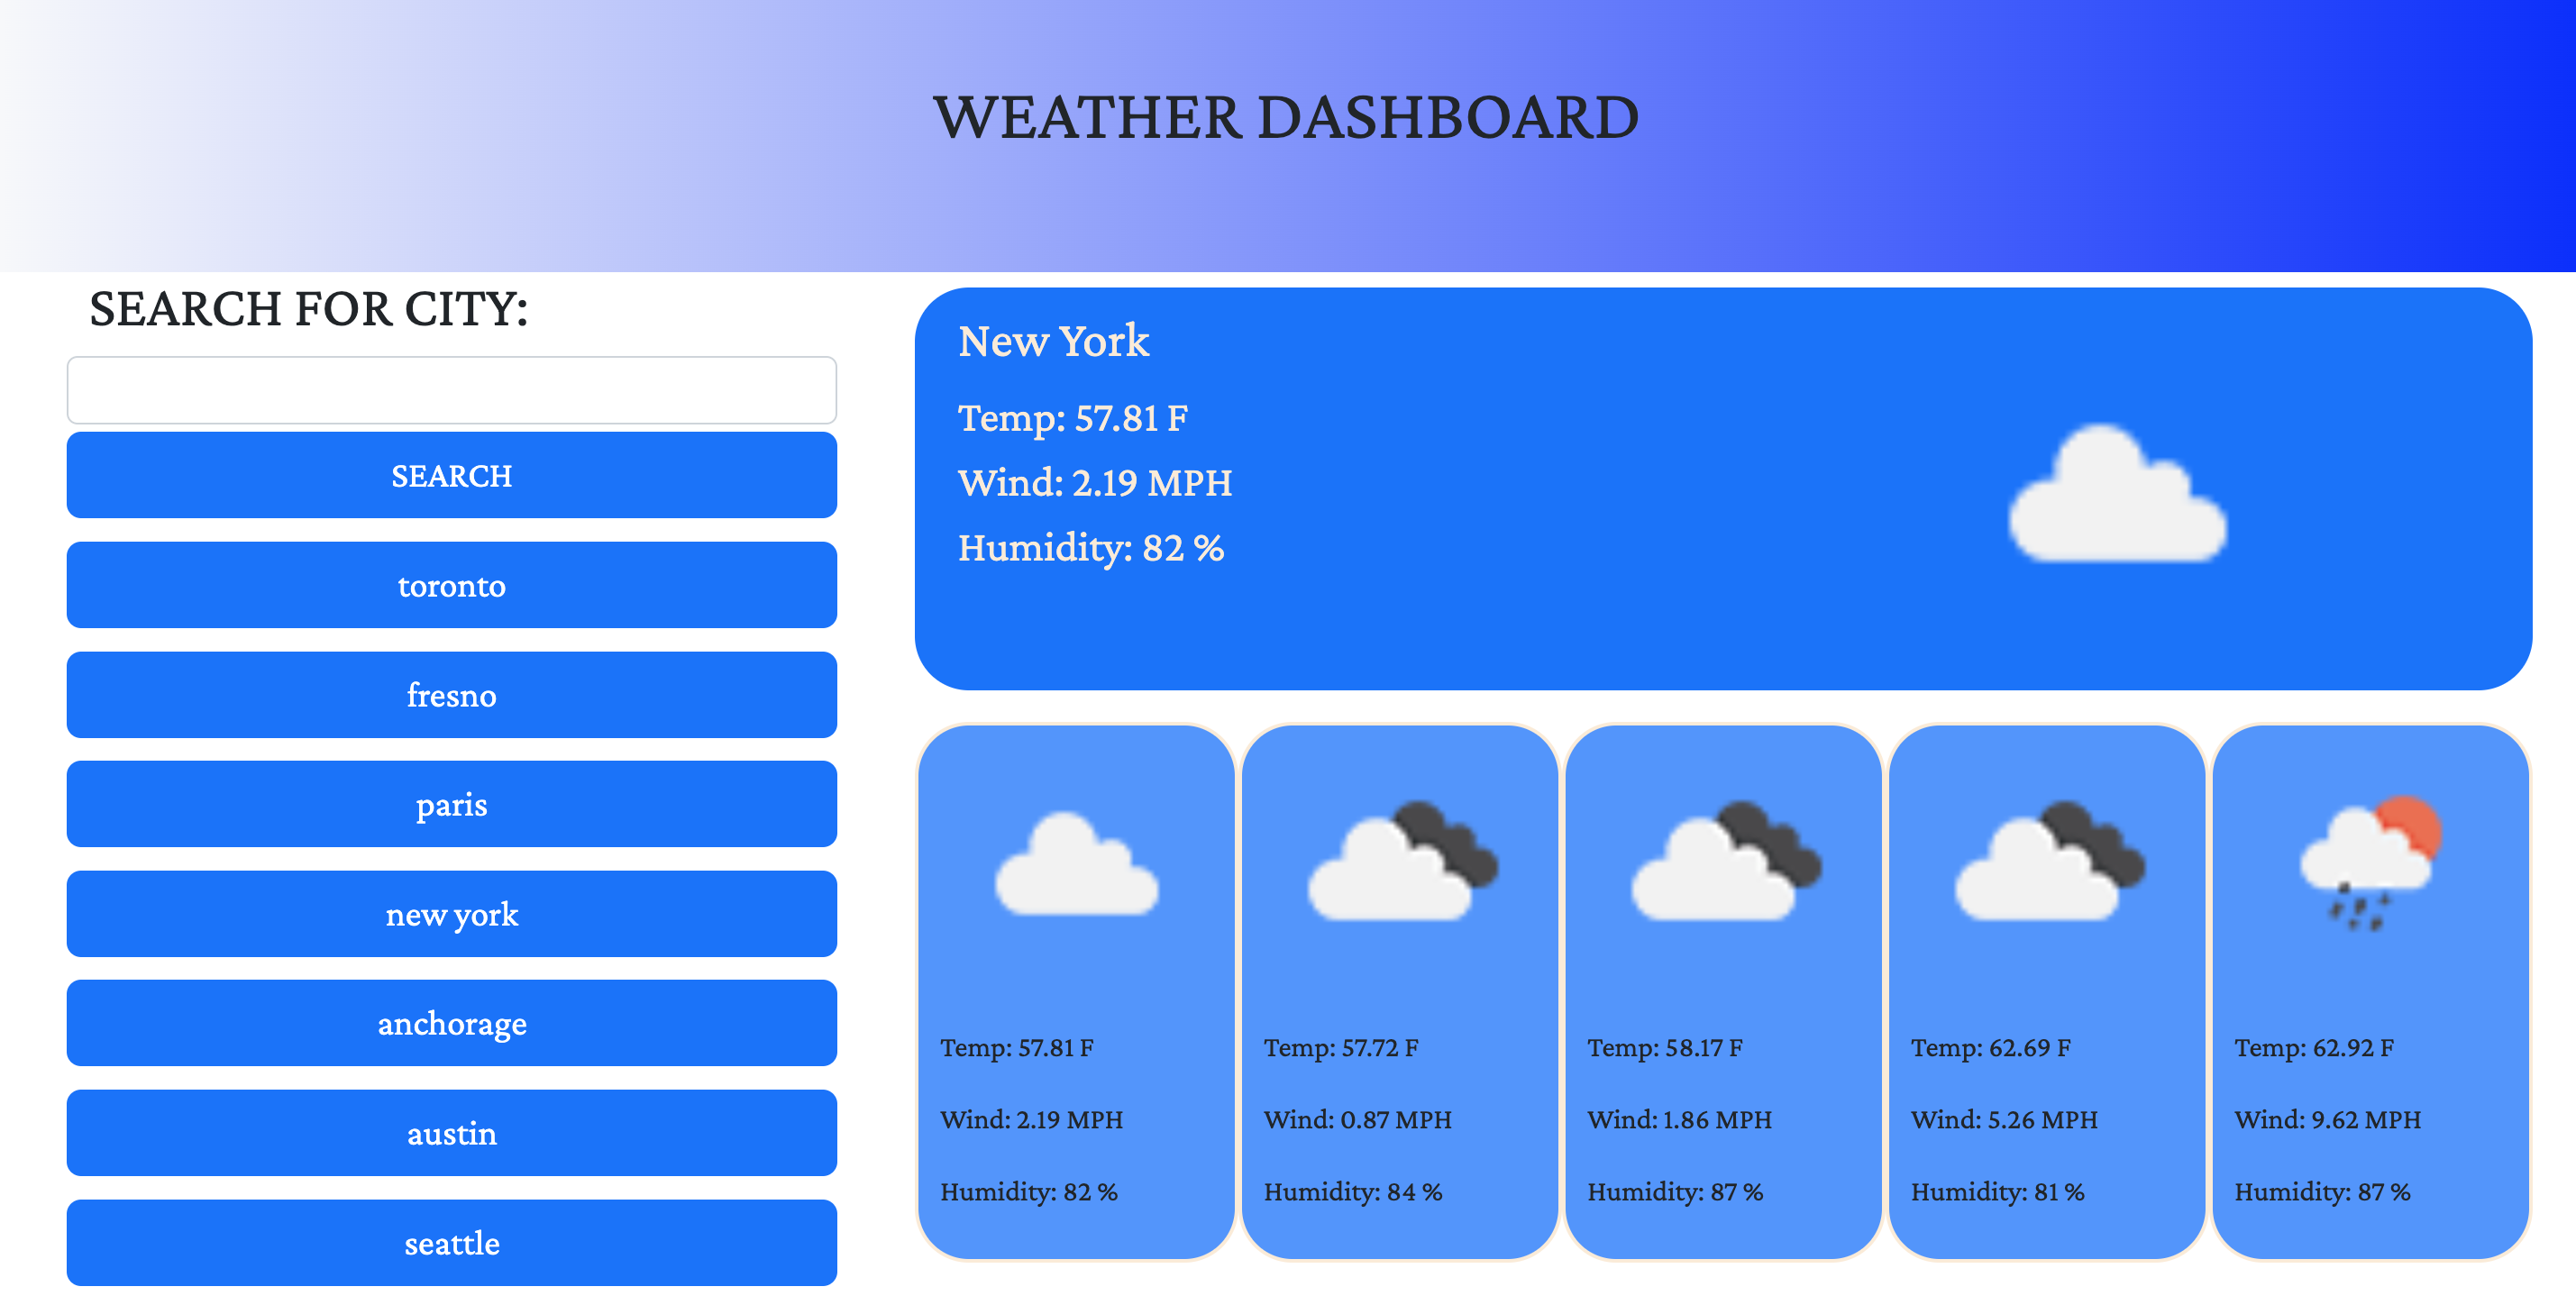 WEATHER DASHBOARD
SEARCH FOR CITY:
SEARCH
toronto
fresno
paris
new york
anchorage
austin
seattle
New York
Temp: 57.81 F
Wind: 2.19 MPH
Humidity: 82 %
Temp: 57.81 F
Wind: 2.19 MPH
Humidity: 82 %
Temp: 57.72 F
Wind: 0.87 MPH
Humidity: 84 %
Temp: 58.17 F
Wind: 1.86 MPH
Humidity: 87 %
Temp: 62.69 F
Wind: 5.26 MPH
Humidity: 81 %
Temp: 62.92 F
Wind: 9.62 MPH
Humidity: 87 %